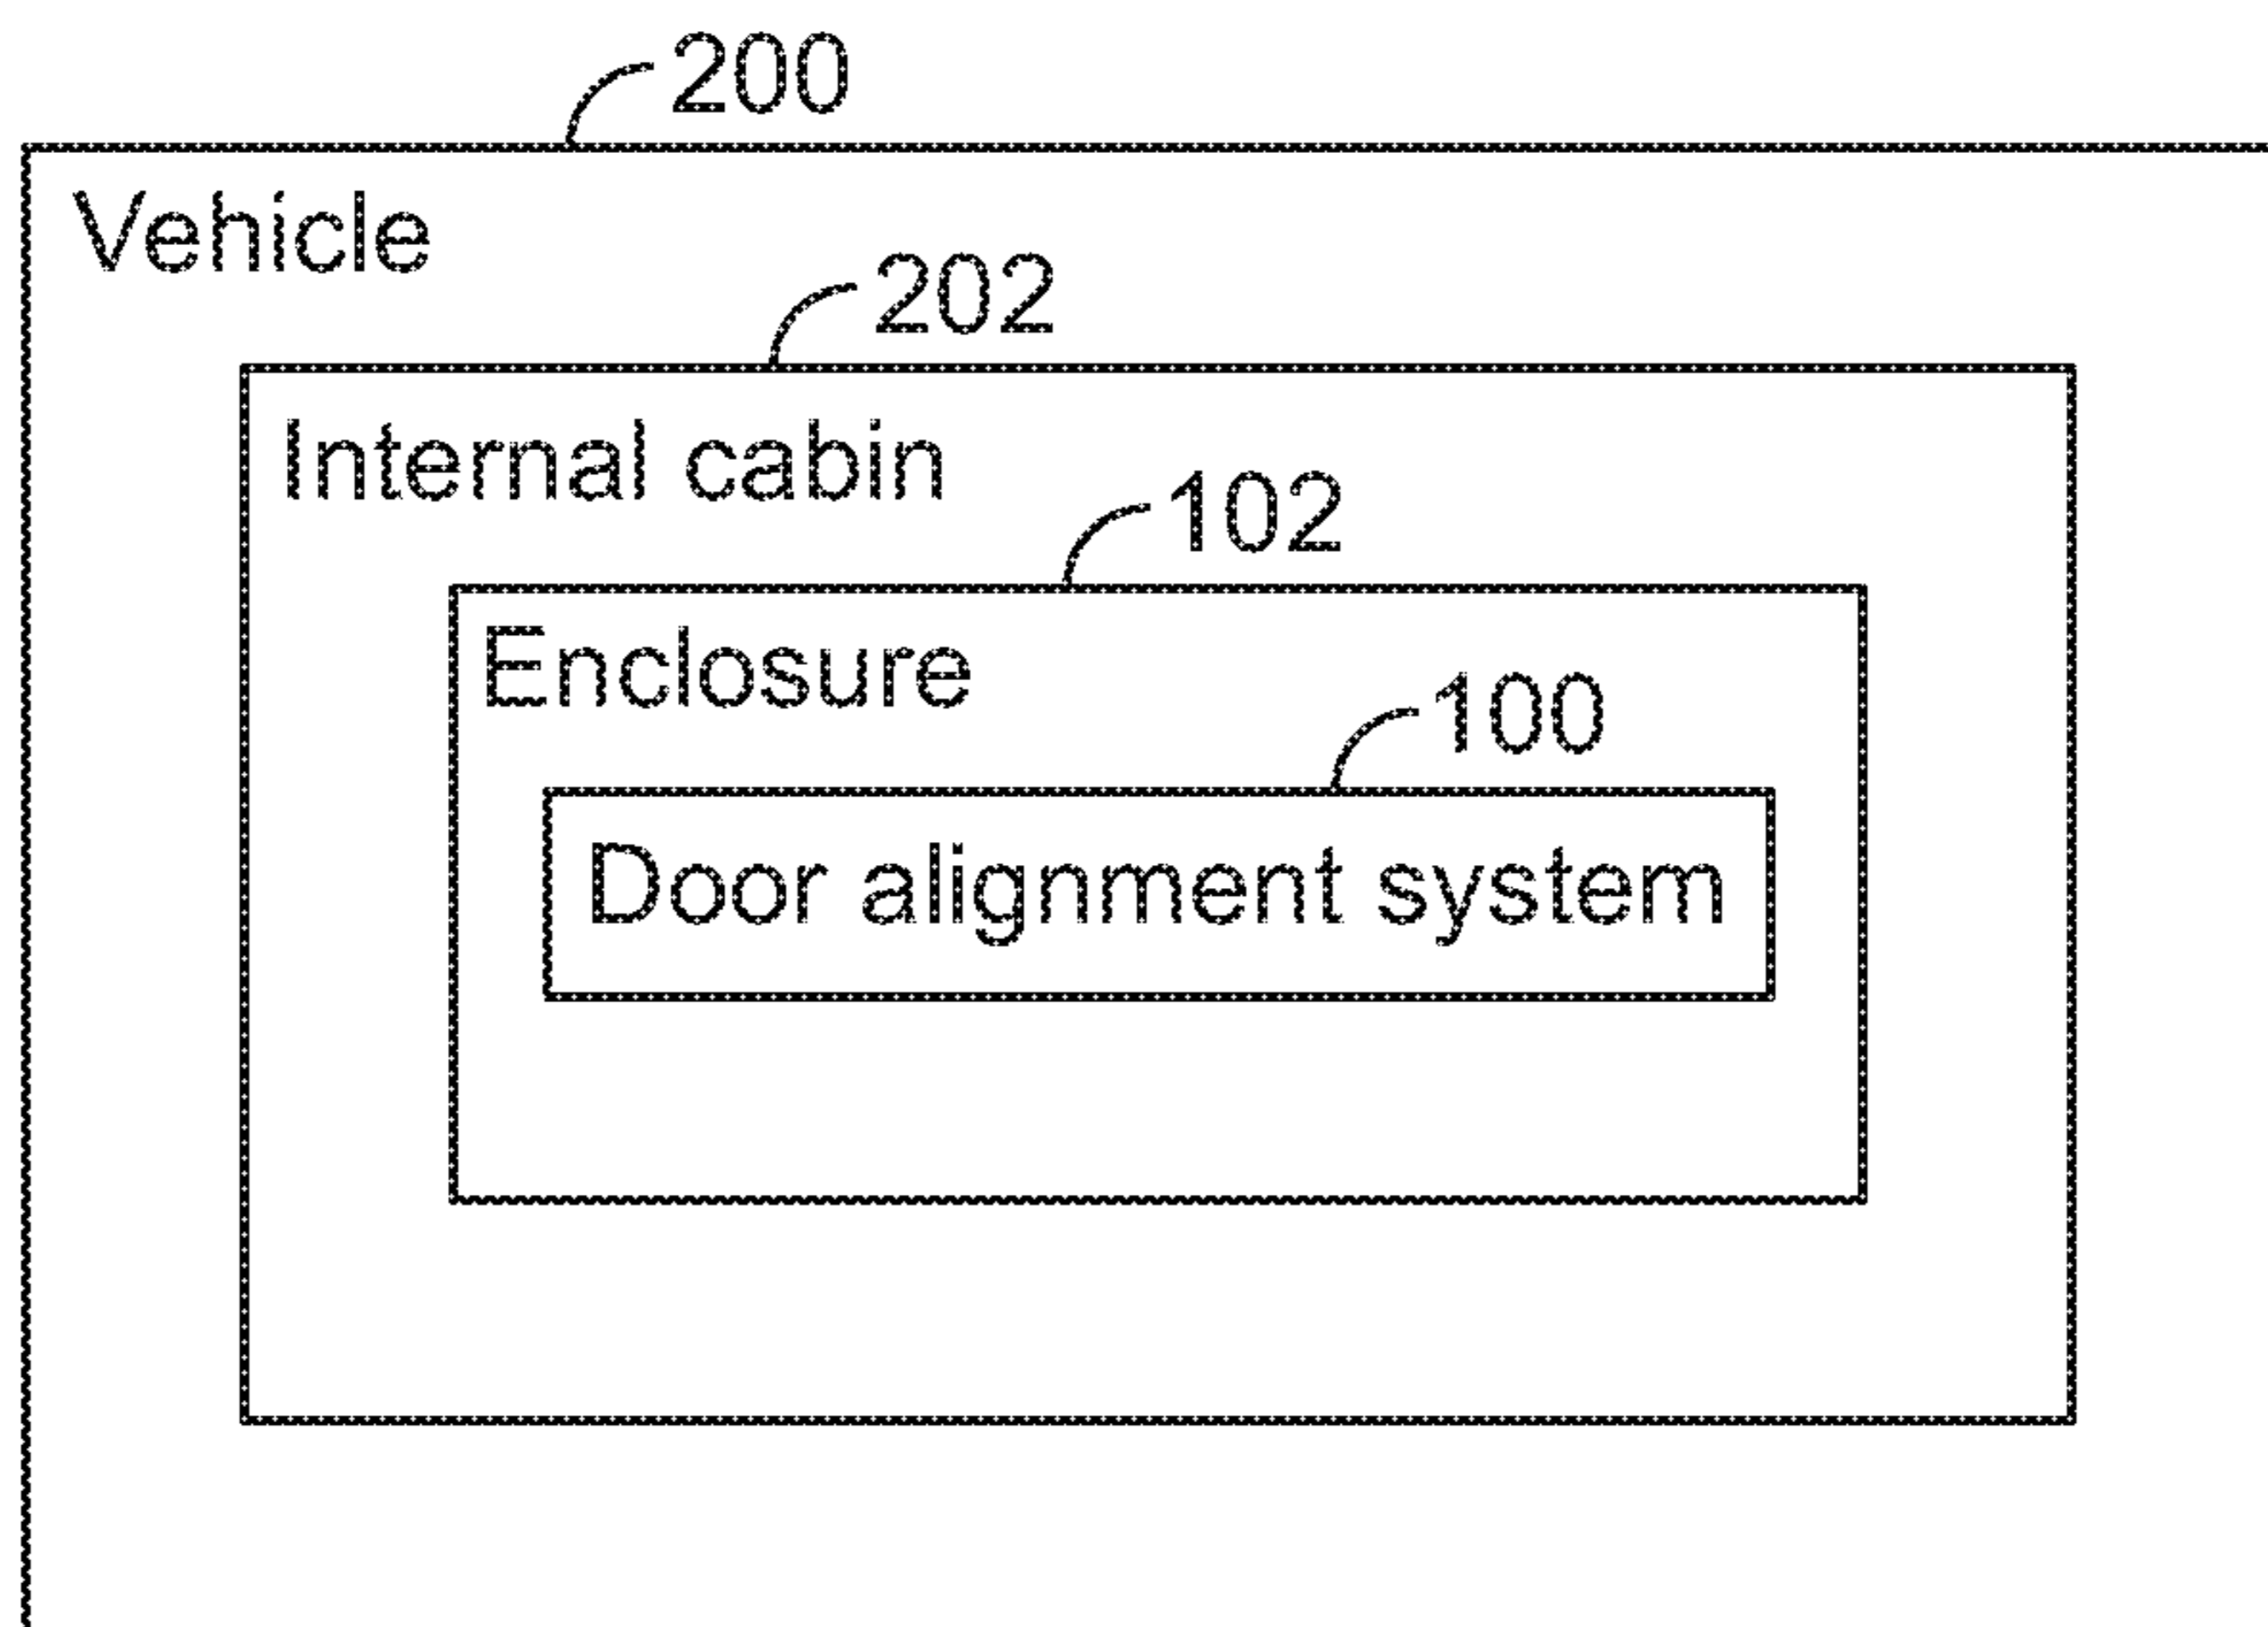 200
Vehicle
202
Internal cabin
102
Enclosure
100
Door alignment system